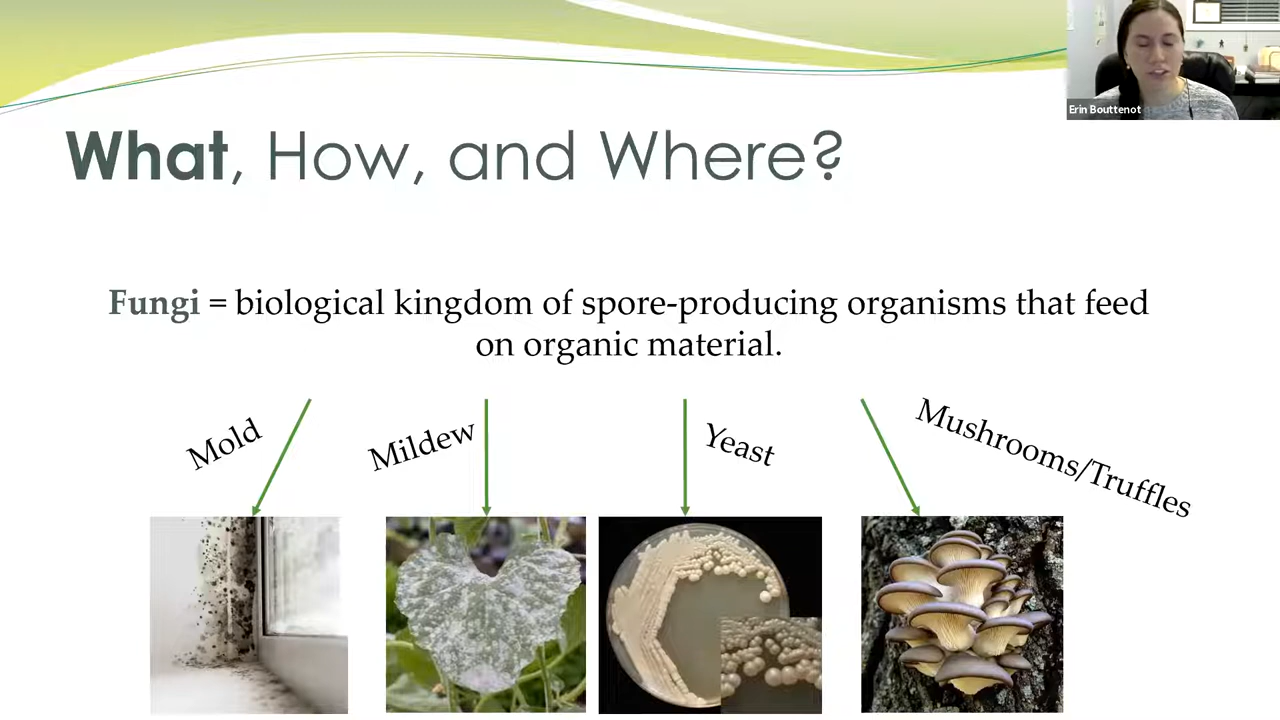 Erin Bouttenot
What, How, and Where?
Fungi = biological kingdom of spore-producing organisms that feed
on organic material.
Mold
Mildew
Yeast
Mushrooms/Truffles